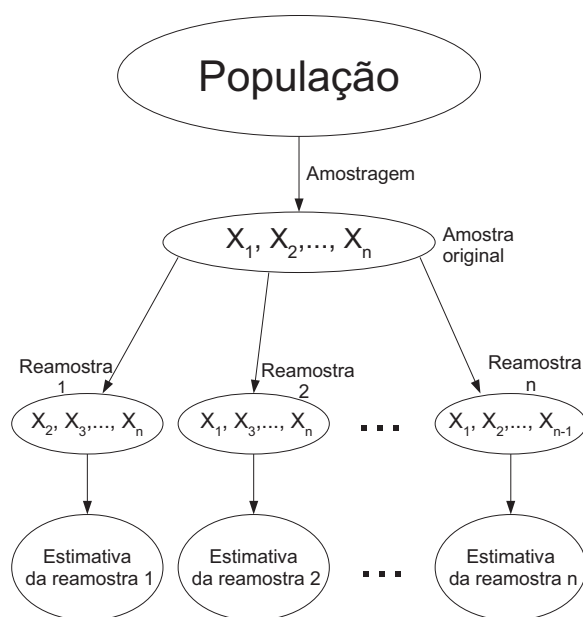 População
Amostragem
X1, X2,..., Xn
Amostra
original
Reamostra
1
Reamostra
2
Reamostra
n
X2, X3,..., Xn
X1, X3,..., Xn
...
X1, X2,..., Xn-1
Estimativa
da reamostra 1
Estimativa
da reamostra 2
...
Estimativa
da reamostra n